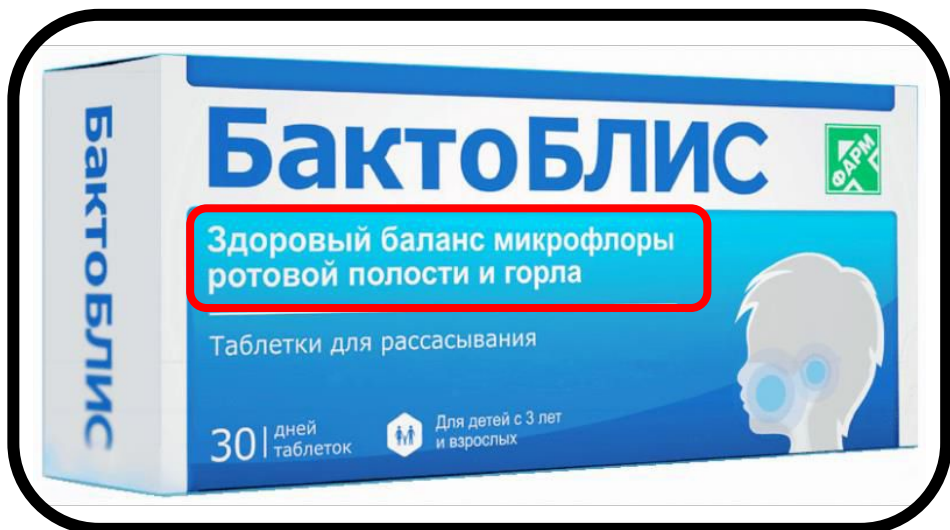 БактоБЛИС
БактоБЛИС
ФАРМ
Здоровый баланс микрофлоры
ротовой полости и горла
Таблетки для рассасывания
30 дней
таблеток
Для детей с 3 лет
и взрослых